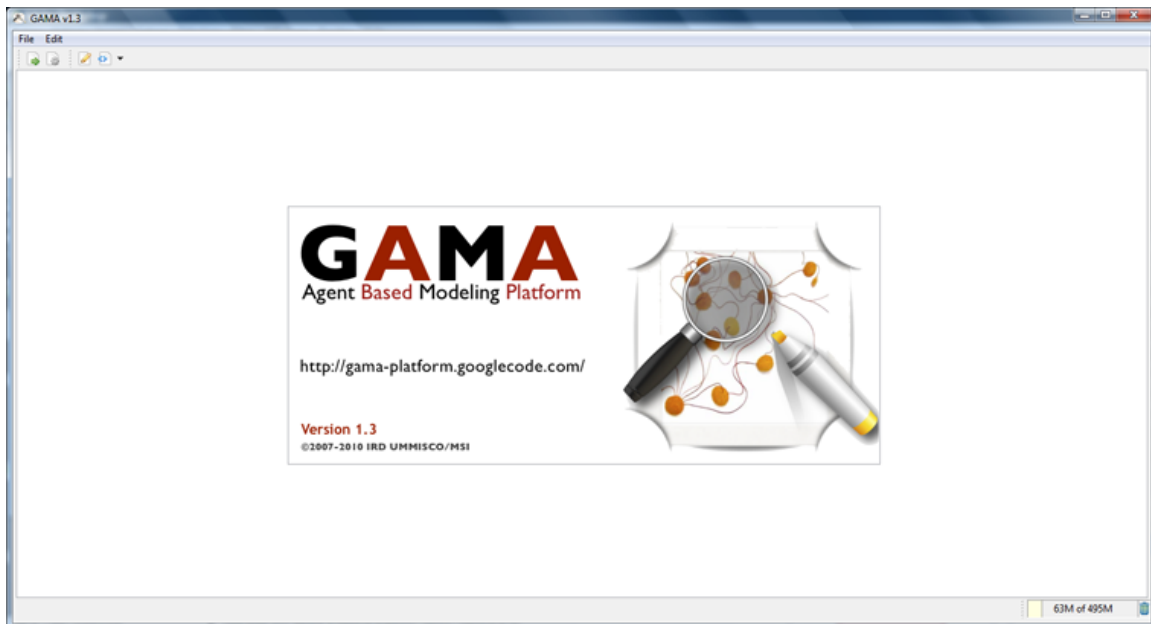 GAMA v1.3
File Edit
GAMA
Agent Based Modeling Platform
http://gama-platform.googlecode.com/
Version 1.3
©2007-2010 IRD UMMISCO/MSI
63M of 495M